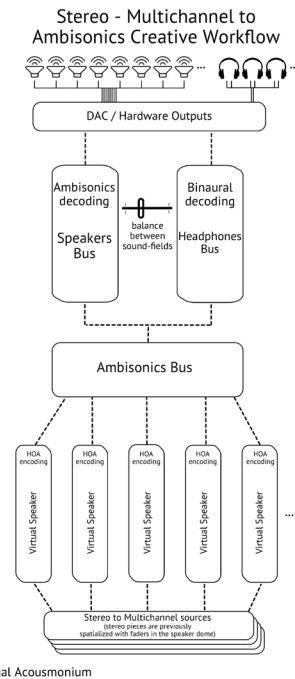 Stereo - Multichannel to
Ambisonics Creative Workflow
...
...
DAC / Hardware Outputs
Ambisonics
decoding
Speakers
Bus
balance
between
sound-fields
Binaural
decoding
Headphones
Bus
Ambisonics Bus
HOA
encoding
Virtual Speaker
HOA
encoding
Virtual Speaker
HOA
encoding
Virtual Speaker
HOA
encoding
Virtual Speaker
HOA
encoding
Virtual Speaker
...
Stereo to Multichannel sources
(stereo pieces are previously
spatialized with faders in the speaker dome)
Acousmonium